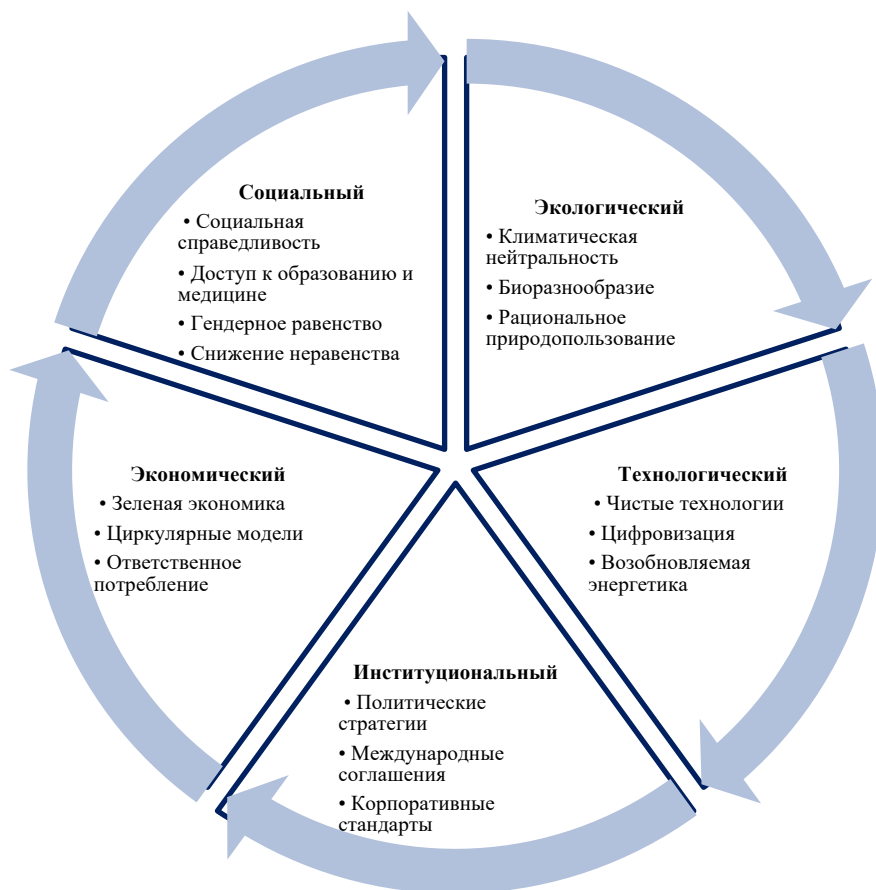 Социальный
• Социальная
справедливость
• Доступ к образованию и
медицине
• Гендерное равенство
• Снижение неравенства
Экологический
• Климатическая
нейтральность
• Биоразнообразие
• Рациональное
природопользование
Экономический
• Зеленая экономика
• Циркулярные модели
• Ответственное
потребление
Технологический
• Чистые технологии
• Цифровизация
• Возобновляемая
энергетика
Институциональный
• Политические
стратегии
• Международные
соглашения
• Корпоративные
стандарты